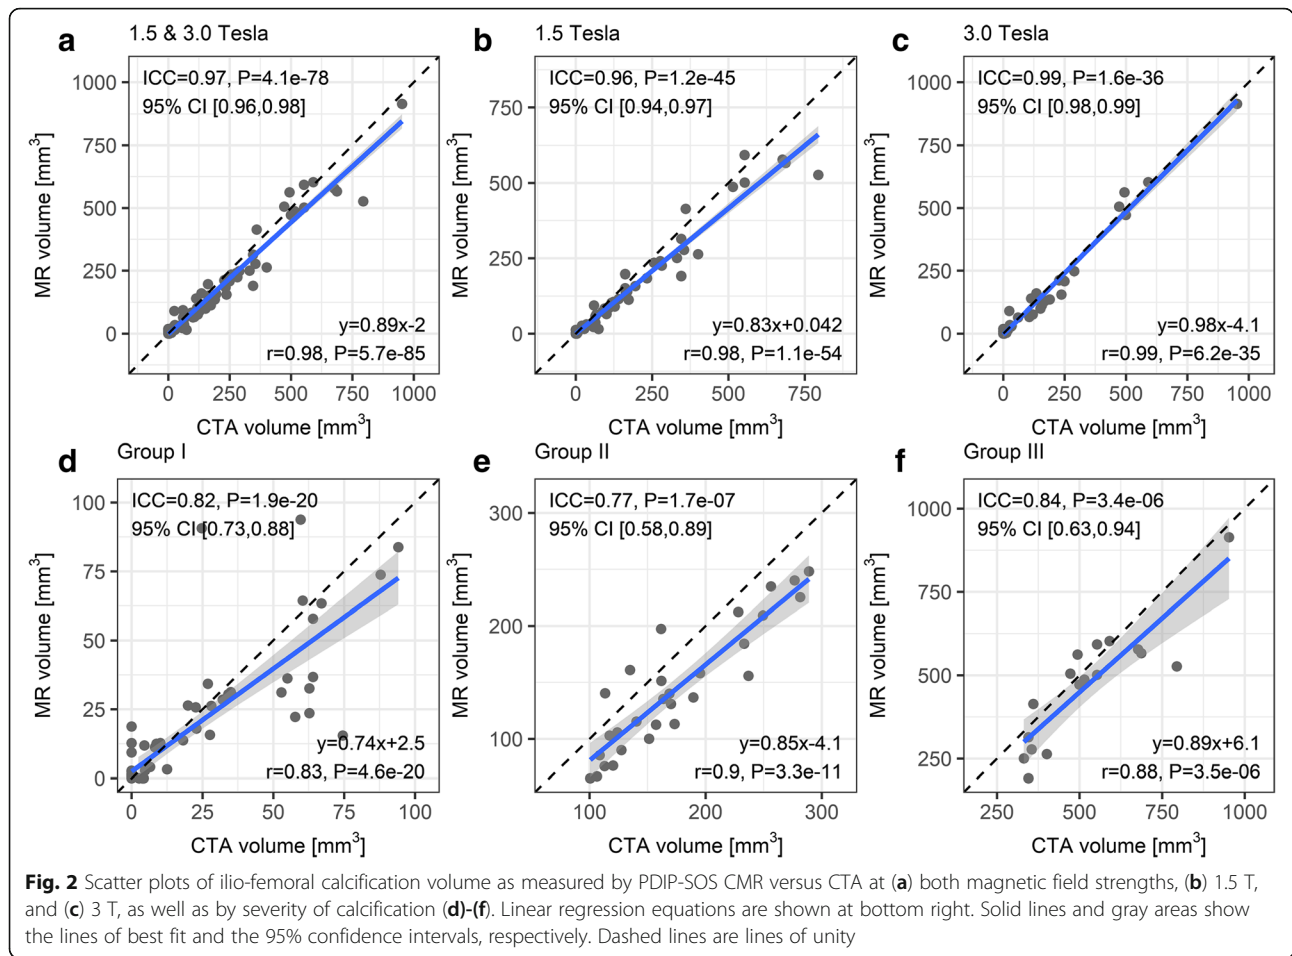 a 1.5 & 3.0 Tesla
ICC=0.97, P=4.1e-78
95% CI [0.96,0.98]
y=0.89x-2
r=0.98, P=5.7e-85
1000
750
500
250
0
MR volume [mm³]
0 250 500 750 1000
CTA volume [mm³]
b 1.5 Tesla
ICC=0.96, P=1.2e-45
95% CI [0.94,0.97]
y=0.83x+0.042
r=0.98, P=1.1e-54
750
500
250
0
MR volume [mm³]
0 250 500 750
CTA volume [mm³]
c 3.0 Tesla
ICC=0.99, P=1.6e-36
95% CI [0.98,0.99]
y=0.98x-4.1
r=0.99, P=6.2e-35
1000
750
500
250
0
MR volume [mm³]
0 250 500 750 1000
CTA volume [mm³]
d Group I
ICC=0.82, P=1.9e-20
95% CI [0.73,0.88]
y=0.74x+2.5
r=0.83, P=4.6e-20
100
75
50
25
0
MR volume [mm³]
0 25 50 75 100
CTA volume [mm³]
e Group II
ICC=0.77, P=1.7e-07
95% CI [0.58,0.89]
y=0.85x-4.1
r=0.9, P=3.3e-11
300
200
100
MR volume [mm³]
100 200 300
CTA volume [mm³]
f Group III
ICC=0.84, P=3.4e-06
95% CI [0.63,0.94]
y=0.89x+6.1
r=0.88, P=3.5e-06
1000
750
500
250
MR volume [mm³]
250 500 750 1000
CTA volume [mm³]
Fig. 2 Scatter plots of ilio-femoral calcification volume as measured by PDIP-SOS CMR versus CTA at (a) both magnetic field strengths, (b) 1.5 T,
and (c) 3 T, as well as by severity of calcification (d)-(f). Linear regression equations are shown at bottom right. Solid lines and gray areas show
the lines of best fit and the 95% confidence intervals, respectively. Dashed lines are lines of unity